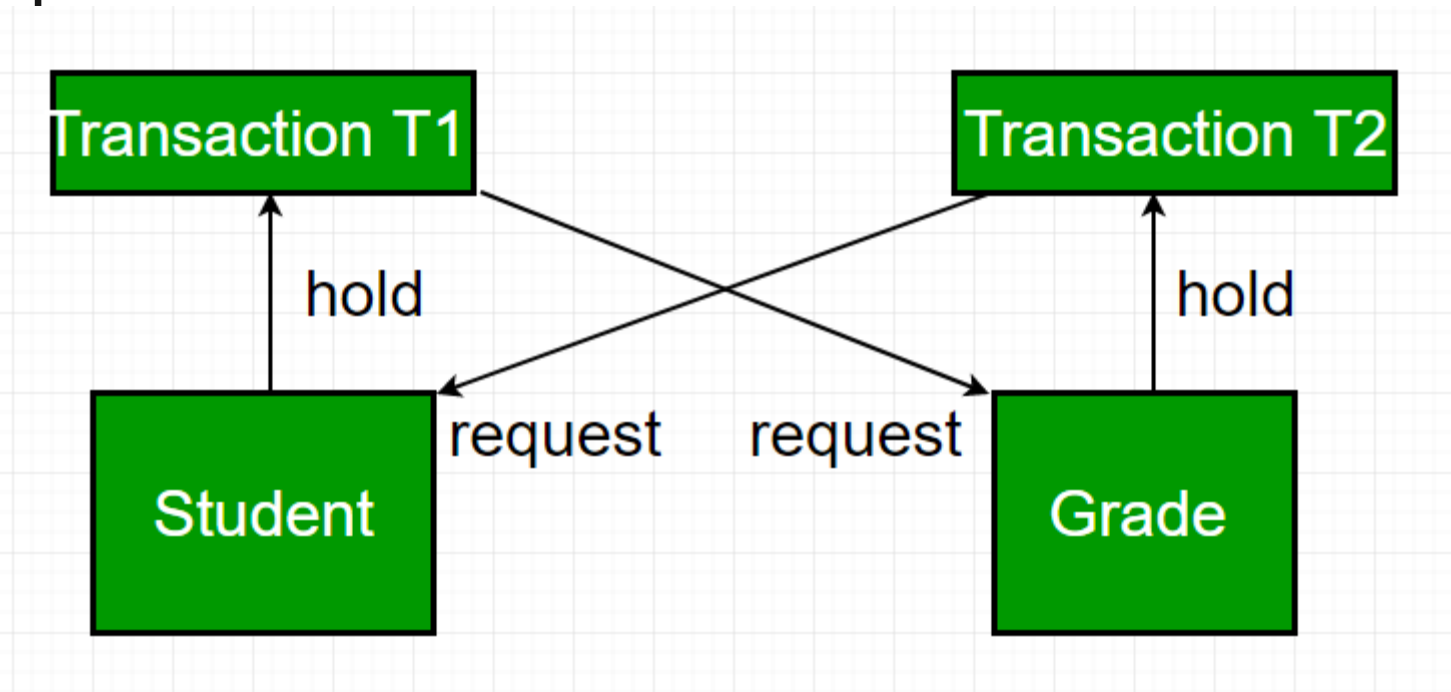 Transaction T1
Transaction T2
hold
hold
request
request
Student
Grade